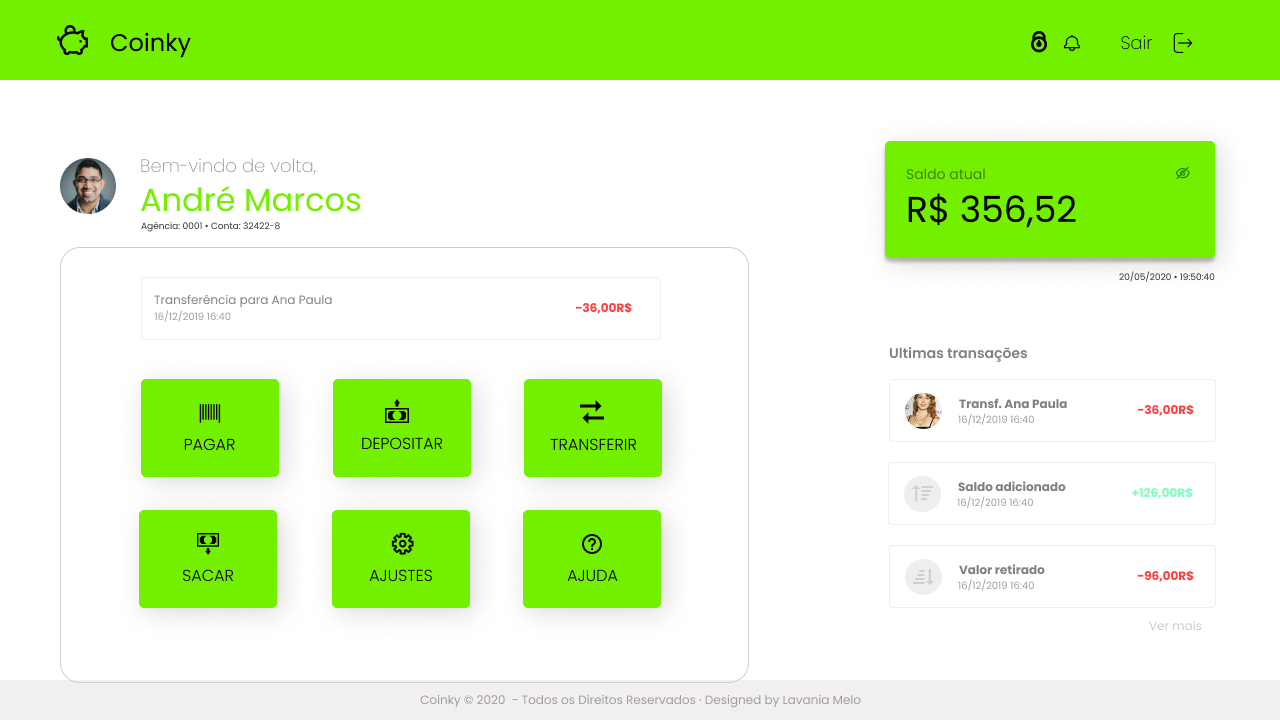 Coinky
Sair
Bem-vindo de volta,
André Marcos
Agência: 0001 • Conta: 32422-8
Transferência para Ana Paula
16/12/2019 16:40
-36,00R$
PAGAR
DEPOSITAR
TRANSFERIR
SACAR
AJUSTES
AJUDA
Saldo atual
R$ 356,52
20/05/2020 • 19:50:40
Ultimas transações
Transf. Ana Paula
16/12/2019 16:40
-36,00R$
Saldo adicionado
16/12/2019 16:40
+126,00R$
Valor retirado
16/12/2019 16:40
-96,00R$
Ver mais
Coinky © 2020  - Todos os Direitos Reservados · Designed by Lavania Melo